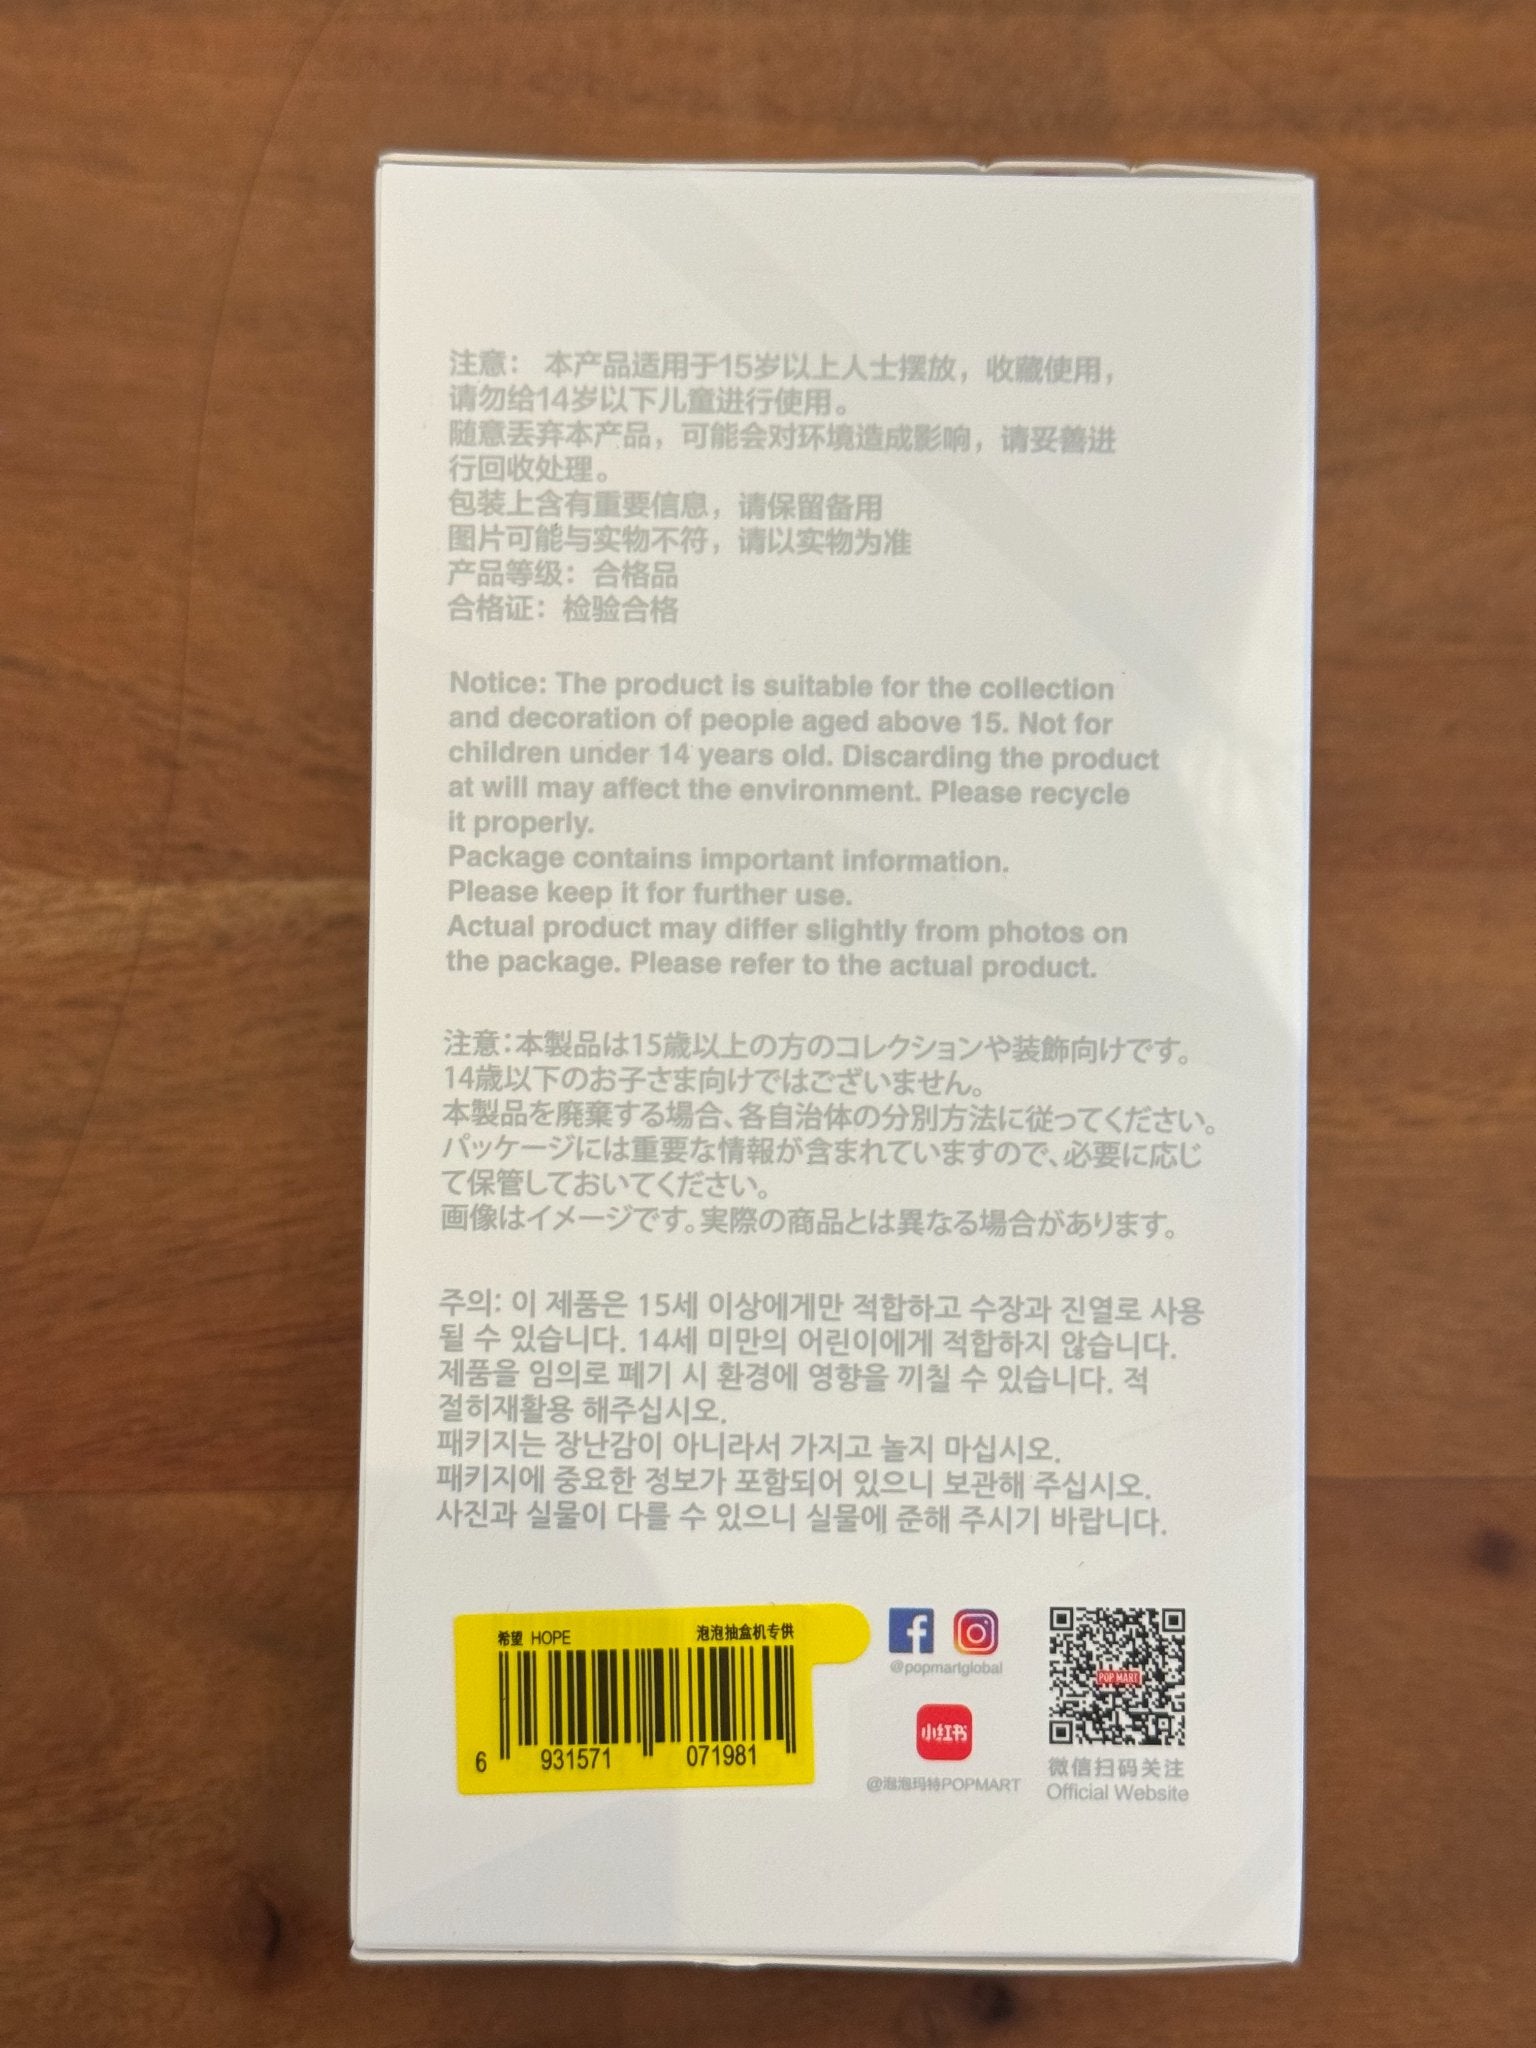 注意： 本产品适用于15岁以上人士摆放，收藏使用，
请勿给14岁以下儿童进行使用。
随意丢弃本产品，可能会对环境造成影响，请妥善进
行回收处理。
包装上含有重要信息，请保留备用
图片可能与实物不符，请以实物为准
产品等级：合格品
合格证：检验合格
Notice: The product is suitable for the collection
and decoration of people aged above 15. Not for
children under 14 years old. Discarding the product
at will may affect the environment. Please recycle
it properly.
Package contains important information.
Please keep it for further use.
Actual product may differ slightly from photos on
the package. Please refer to the actual product.
注意：本製品は15歳以上の方のコレクションや装飾向けです。
14歳以下のお子さま向けではございません。
本製品を廃棄する場合、各自治体の分別方法に従ってください。
パッケージには重要な情報が含まれていますので、必要に応じ
て保管しておいてください。
画像はイメージです。実際の商品とは異なる場合があります。
주의: 이 제품은 15세 이상에게만 적합하고 수장과 진열로 사용
될 수 있습니다. 14세 미만의 어린이에게 적합하지 않습니다.
제품을 임의로 폐기 시 환경에 영향을 끼칠 수 있습니다. 적
절히재활용 해주십시오.
패키지는 장난감이 아니라서 가지고 놀지 마십시오.
패키지에 중요한 정보가 포함되어 있으니 보관해 주십시오.
사진과 실물이 다를 수 있으니 실물에 준해 주시기 바랍니다.
希望 HOPE 泡泡抽盒机专供
6 931571 071981
@popmartglobal
小红书
@泡泡玛特POPMART
POP MART
微信扫码关注
Official Website